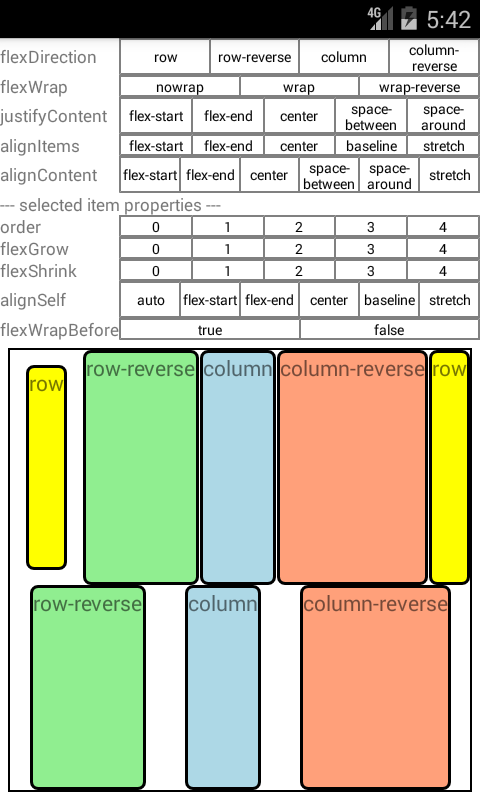 4G 5:42
flexDirection row row-reverse column column-
reverse
flexWrap nowrap wrap wrap-reverse
justifyContent flex-start flex-end center space-
between space-
around
alignItems flex-start flex-end center baseline stretch
alignContent flex-start flex-end center space-
between space-
around stretch
--- selected item properties ---
order 0 1 2 3 4
flexGrow 0 1 2 3 4
flexShrink 0 1 2 3 4
alignSelf auto flex-start flex-end center baseline stretch
flexWrapBefore true false
row row-reverse column column-reverse row
row-reverse column column-reverse